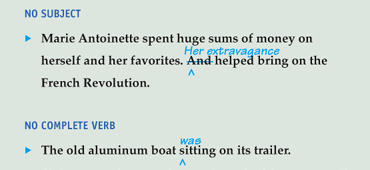 NO SUBJECT
Marie Antoinette spent huge sums of money on
Her extravagance
herself and her favorites. And helped bring on the
French Revolution.
NO COMPLETE VERB
was
The old aluminum boat sitting on its trailer.